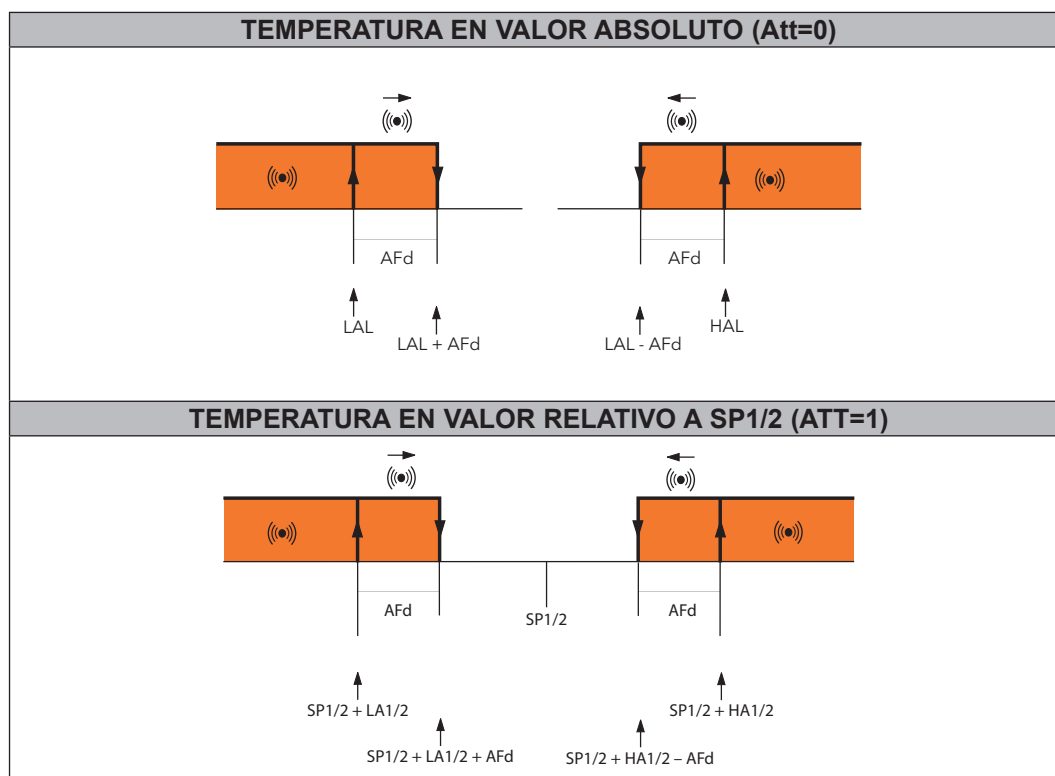 TEMPERATURA EN VALOR ABSOLUTO (Att=0)
AFd
AFd
LAL
HAL
LAL + AFd
LAL - AFd
TEMPERATURA EN VALOR RELATIVO A SP1/2 (ATT=1)
AFd
SP1/2
AFd
SP1/2 + LA1/2
SP1/2 + HA1/2
SP1/2 + LA1/2 + AFd
SP1/2 + HA1/2 – AFd